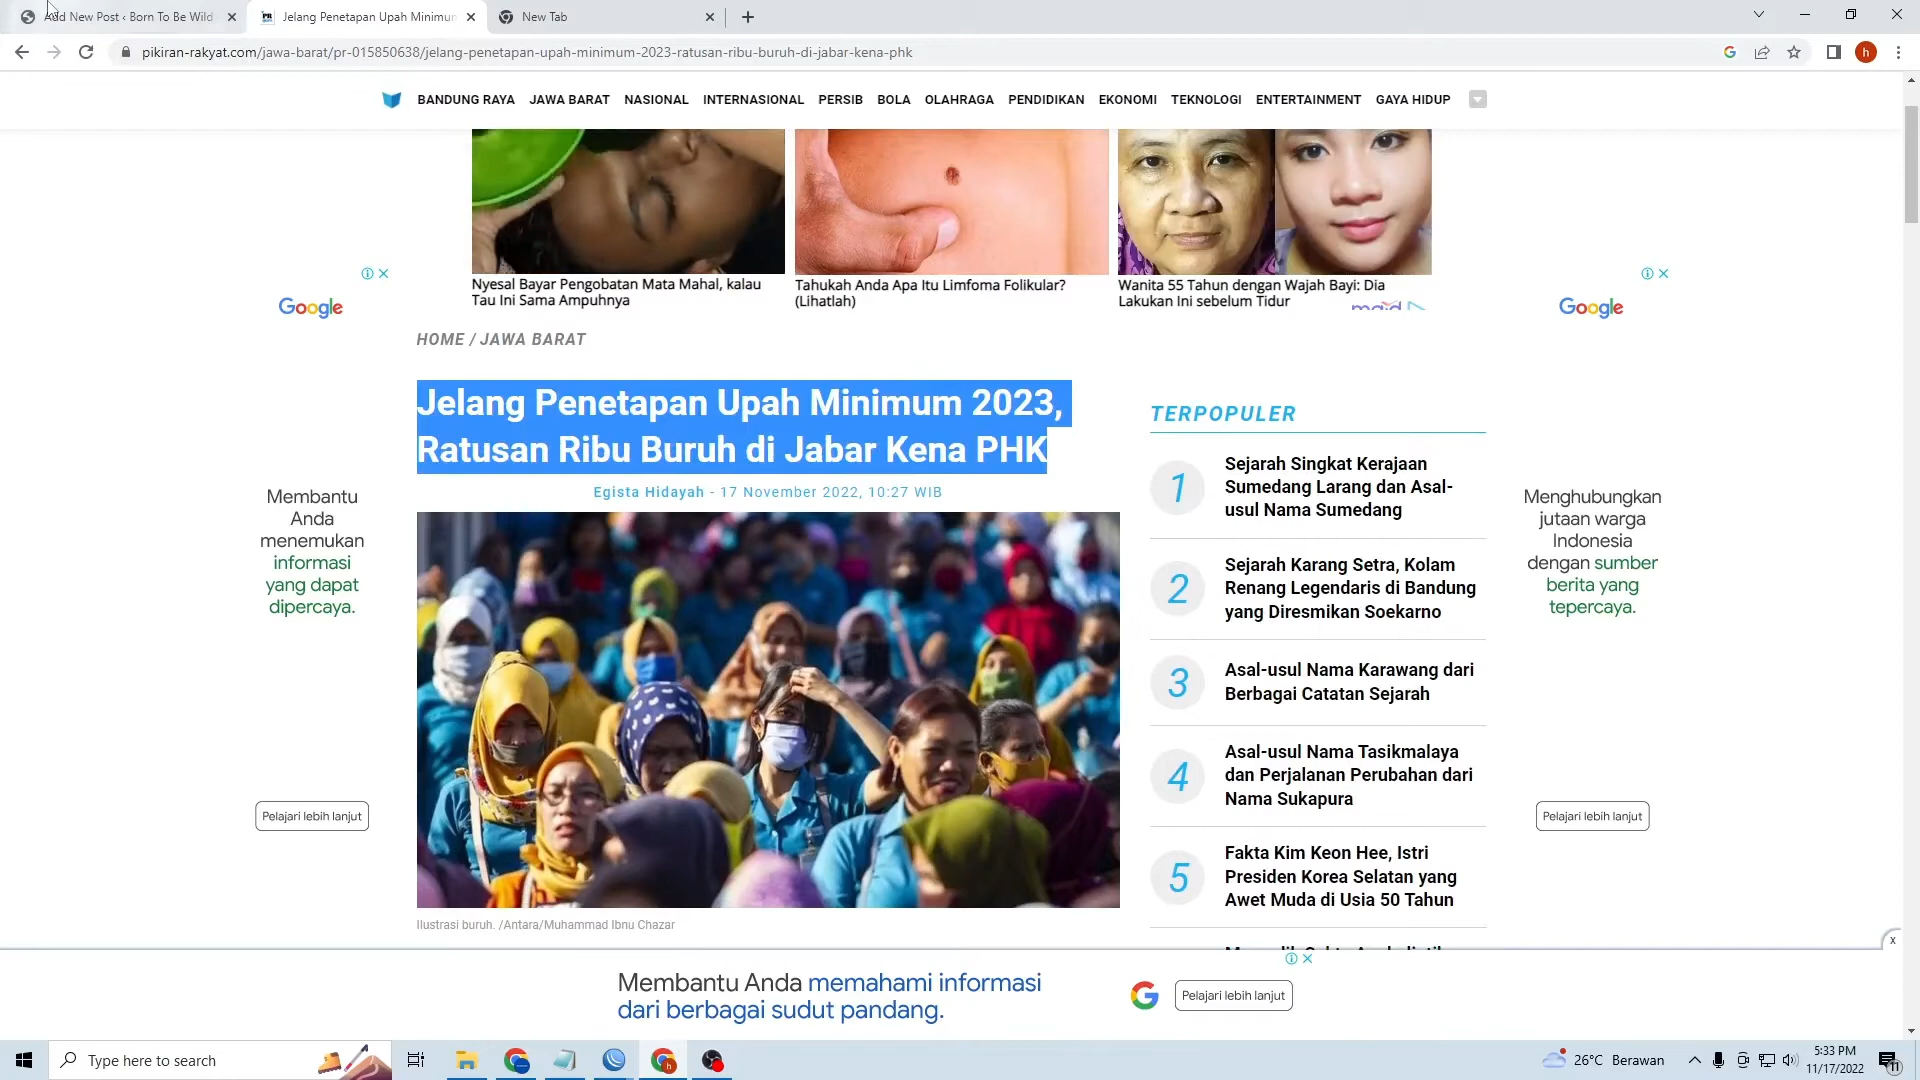 Add New Post ‹ Born To Be Wild
Jelang Penetapan Upah Minimum
New Tab
pikiran-rakyat.com/jawa-barat/pr-015850638/jelang-penetapan-upah-minimum-2023-ratusan-ribu-buruh-di-jabar-kena-phk
h
BANDUNG RAYA JAWA BARAT NASIONAL INTERNASIONAL PERSIB BOLA OLAHRAGA PENDIDIKAN EKONOMI TEKNOLOGI ENTERTAINMENT GAYA HIDUP
Nyesal Bayar Pengobatan Mata Mahal, kalau
Tau Ini Sama Ampuhnya
Tahukah Anda Apa Itu Limfoma Folikular?
(Lihatlah)
Wanita 55 Tahun dengan Wajah Bayi: Dia
Lakukan Ini sebelum Tidur
Google
Membantu
Anda
menemukan
informasi
yang dapat
dipercaya.
Pelajari lebih lanjut
HOME / JAWA BARAT
Jelang Penetapan Upah Minimum 2023,
Ratusan Ribu Buruh di Jabar Kena PHK
Egista Hidayah - 17 November 2022, 10:27 WIB
Ilustrasi buruh. /Antara/Muhammad Ibnu Chazar
TERPOPULER
1
Sejarah Singkat Kerajaan
Sumedang Larang dan Asal-
usul Nama Sumedang
2
Sejarah Karang Setra, Kolam
Renang Legendaris di Bandung
yang Diresmikan Soekarno
3
Asal-usul Nama Karawang dari
Berbagai Catatan Sejarah
4
Asal-usul Nama Tasikmalaya
dan Perjalanan Perubahan dari
Nama Sukapura
5
Fakta Kim Keon Hee, Istri
Presiden Korea Selatan yang
Awet Muda di Usia 50 Tahun
Google
Menghubungkan
jutaan warga
Indonesia
dengan sumber
berita yang
tepercaya.
Pelajari lebih lanjut
x
Membantu Anda memahami informasi
dari berbagai sudut pandang.
Pelajari lebih lanjut
Type here to search
26°C Berawan
5:33 PM
11/17/2022